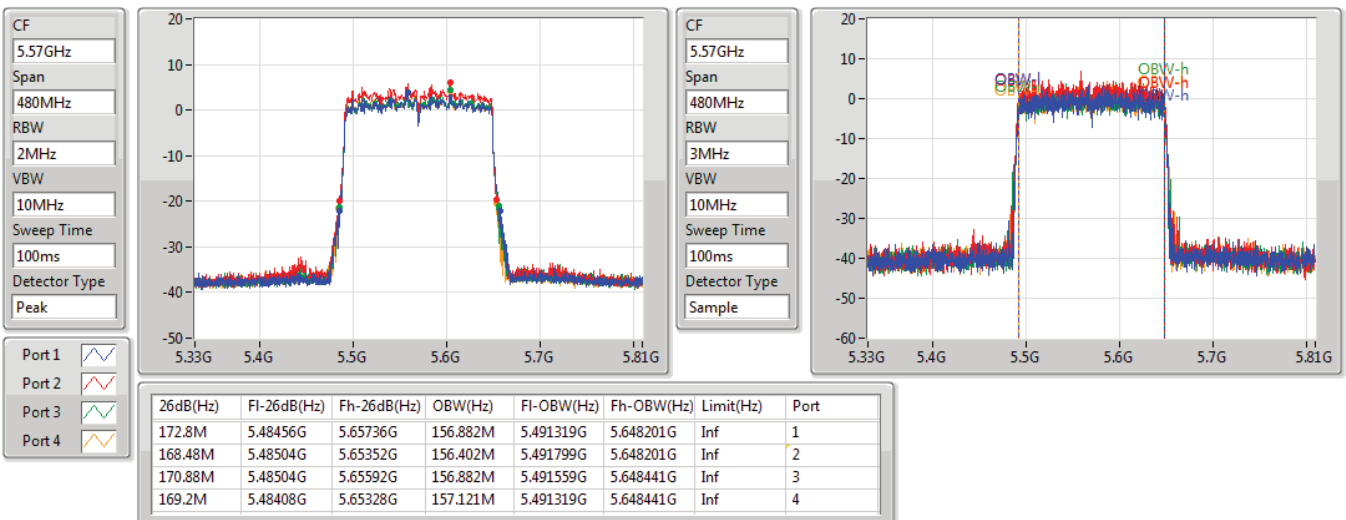 CF
5.57GHz
Span
480MHz
RBW
2MHz
VBW
10MHz
Sweep Time
100ms
Detector Type
Peak
20
10
0
-10
-20
-30
-40
-50
5.33G 5.4G 5.5G 5.6G 5.7G 5.81G
CF
5.57GHz
Span
480MHz
RBW
3MHz
VBW
10MHz
Sweep Time
100ms
Detector Type
Sample
20
10
0
-10
-20
-30
-40
-50
-60
5.33G 5.4G 5.5G 5.6G 5.7G 5.81G
OBW-h
OBW-h
Port 1
Port 2
Port 3
Port 4
26dB(Hz) Fl-26dB(Hz) Fh-26dB(Hz) OBW(Hz) Fl-OBW(Hz) Fh-OBW(Hz) Limit(Hz) Port
172.8M 5.48456G 5.65736G 156.882M 5.491319G 5.648201G Inf 1
168.48M 5.48504G 5.65352G 156.402M 5.491799G 5.648201G Inf 2
170.88M 5.48504G 5.65592G 156.882M 5.491559G 5.648441G Inf 3
169.2M 5.48408G 5.65328G 157.121M 5.491319G 5.648441G Inf 4